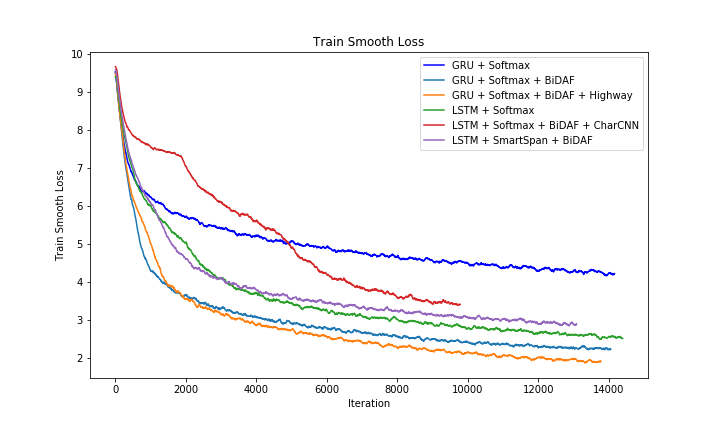 Train Smooth Loss
Train Smooth Loss
10
9
8
7
6
5
4
3
2
GRU + Softmax
GRU + Softmax + BiDAF
GRU + Softmax + BiDAF + Highway
LSTM + Softmax
LSTM + Softmax + BiDAF + CharCNN
LSTM + SmartSpan + BiDAF
0 2000 4000 6000 8000 10000 12000 14000
Iteration